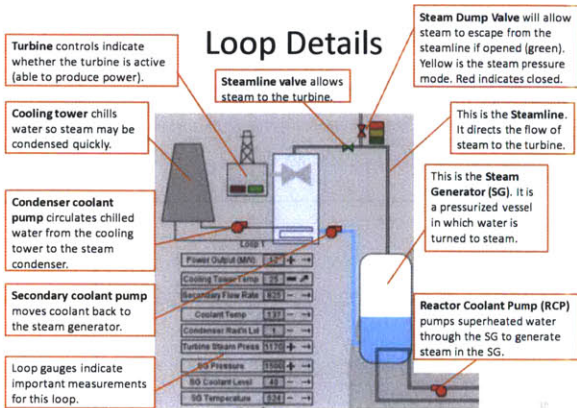 Loop Details
Turbine controls indicate
whether the turbine is active
(able to produce power).
Steamline valve allows
steam to the turbine.
Steam Dump Valve will allow
steam to escape from the
steamline if opened (green).
Yellow is the steam pressure
mode. Red indicates closed.
Cooling tower chills
water so steam may be
condensed quickly.
This is the Steamline.
It directs the flow of
steam to the turbine.
This is the Steam
Generator (SG). It is
a pressurized vessel
in which water is
turned to steam.
Condenser coolant
pump circulates chilled
water from the cooling
tower to the steam
condenser.
Secondary coolant pump
moves coolant back to
the steam generator.
Reactor Coolant Pump (RCP)
pumps superheated water
through the SG to generate
steam in the SG.
Loop gauges indicate
important measurements
for this loop.
Loop 1
Power Output (MW)
Cooling Tower Temp 25
Secondary Flow Rate 825
Coolant Temp 137
Condenser Rad'n Lvl 1
Turbine Steam Press 1170
SG Pressure
SG Coolant Level 40
SG Temperature 524